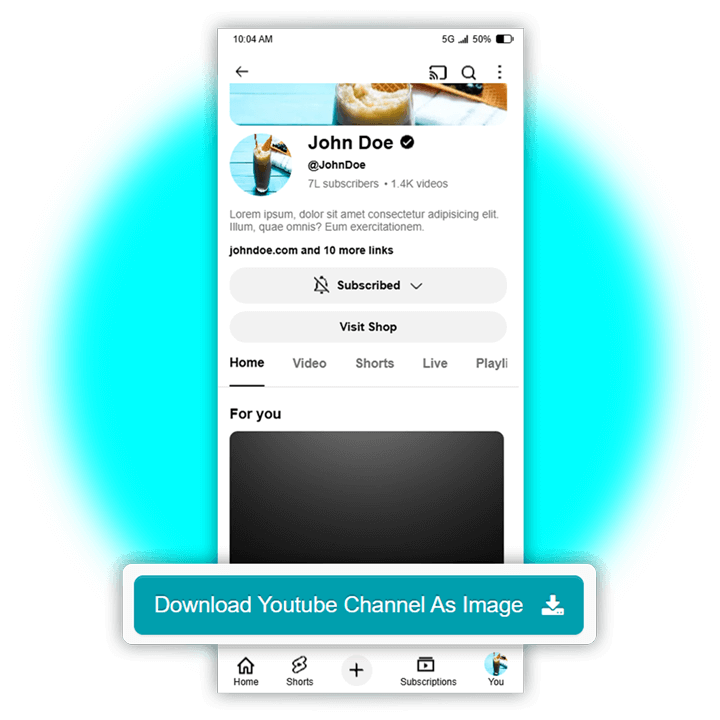 10:04 AM 5G 50%
John Doe
@JohnDoe
7L subscribers • 1.4K videos
Lorem ipsum, dolor sit amet consectetur adipisicing elit.
Illum, quae omnis? Eum exercitationem.
johndoe.com and 10 more links
Subscribed
Visit Shop
Home Video Shorts Live Playli
For you
Download Youtube Channel As Image
Home Shorts Subscriptions You